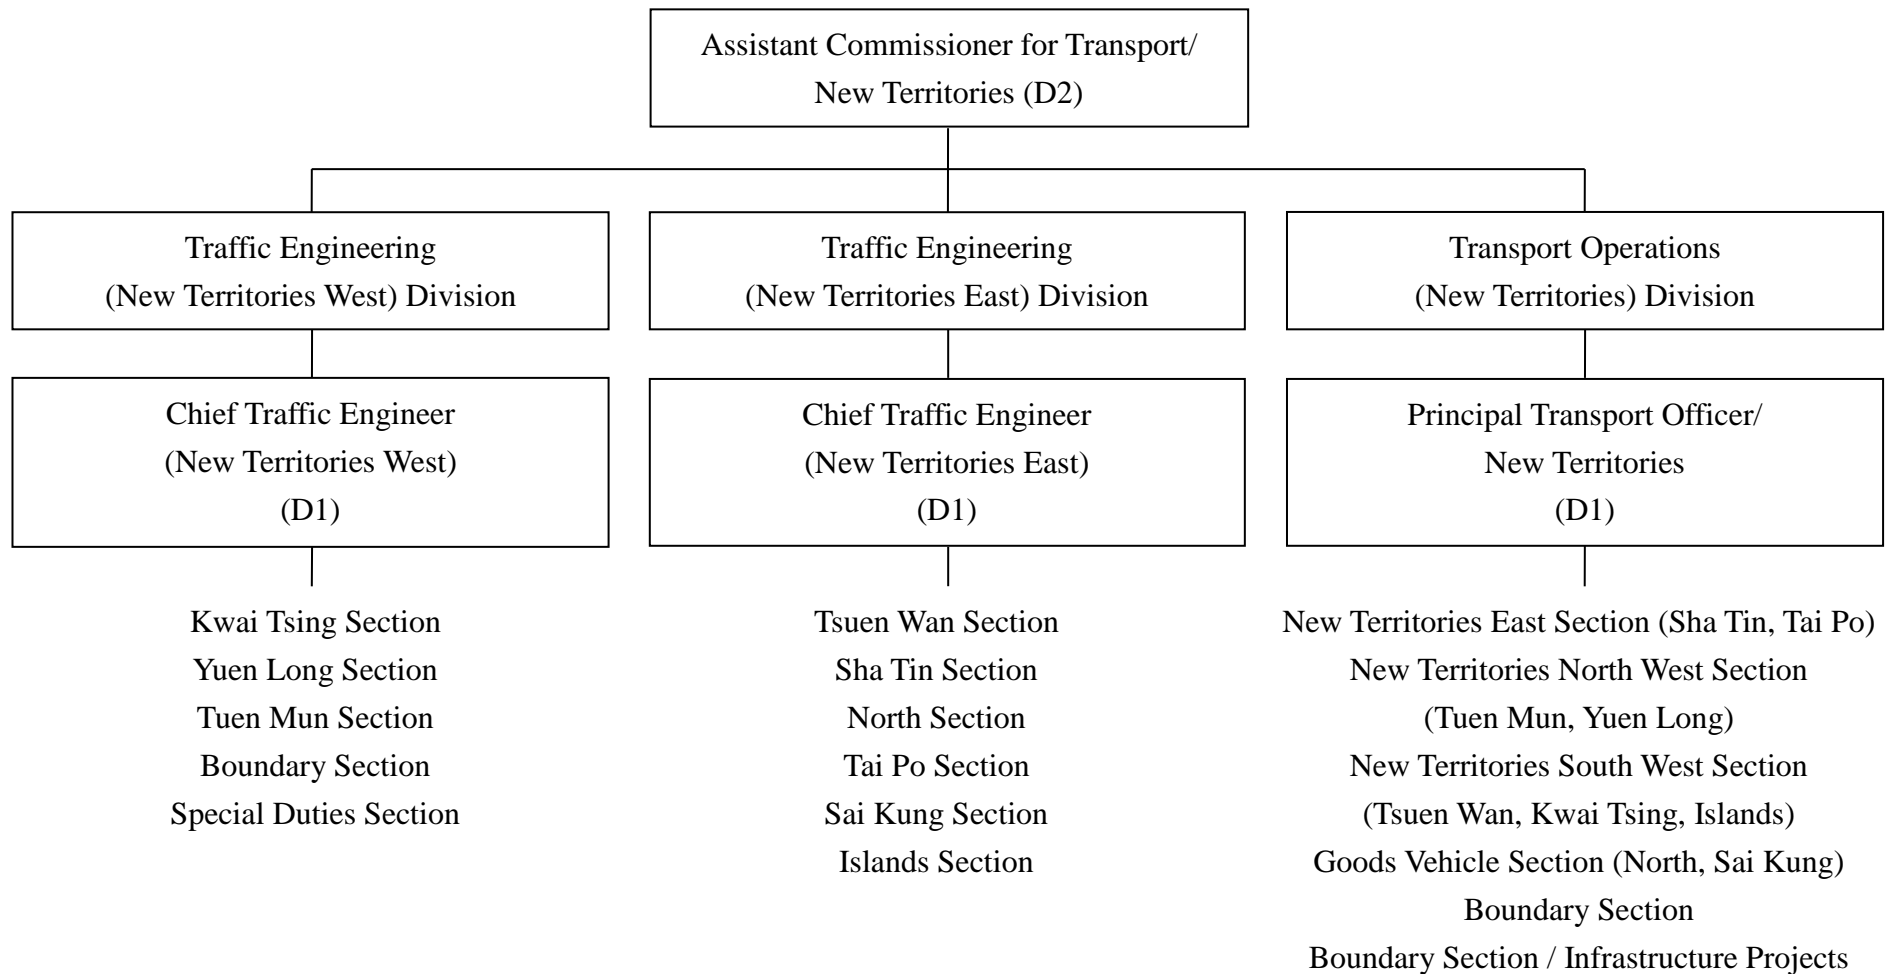 Assistant Commissioner for Transport/
New Territories (D2)
Traffic Engineering
(New Territories West) Division
Traffic Engineering
(New Territories East) Division
Transport Operations
(New Territories) Division
Chief Traffic Engineer
(New Territories West)
(D1)
Chief Traffic Engineer
(New Territories East)
(D1)
Principal Transport Officer/
New Territories
(D1)
Kwai Tsing Section
Yuen Long Section
Tuen Mun Section
Boundary Section
Special Duties Section
Tsuen Wan Section
Sha Tin Section
North Section
Tai Po Section
Sai Kung Section
Islands Section
New Territories East Section (Sha Tin, Tai Po)
New Territories North West Section
(Tuen Mun, Yuen Long)
New Territories South West Section
(Tsuen Wan, Kwai Tsing, Islands)
Goods Vehicle Section (North, Sai Kung)
Boundary Section
Boundary Section / Infrastructure Projects